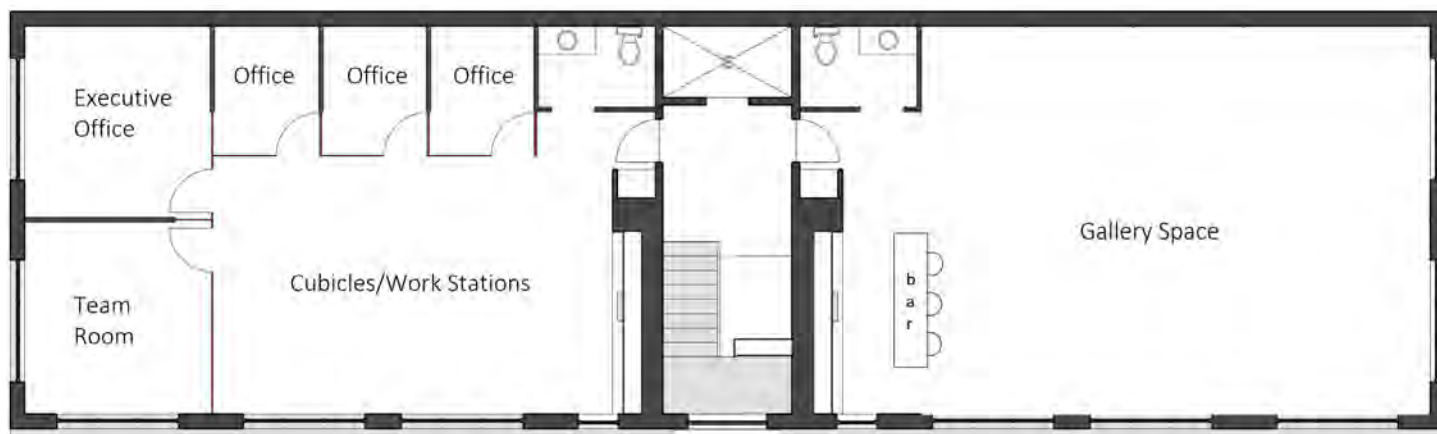 Executive
Office
Office
Office
Office
Team
Room
Cubicles/Work Stations
b
a
r
Gallery Space